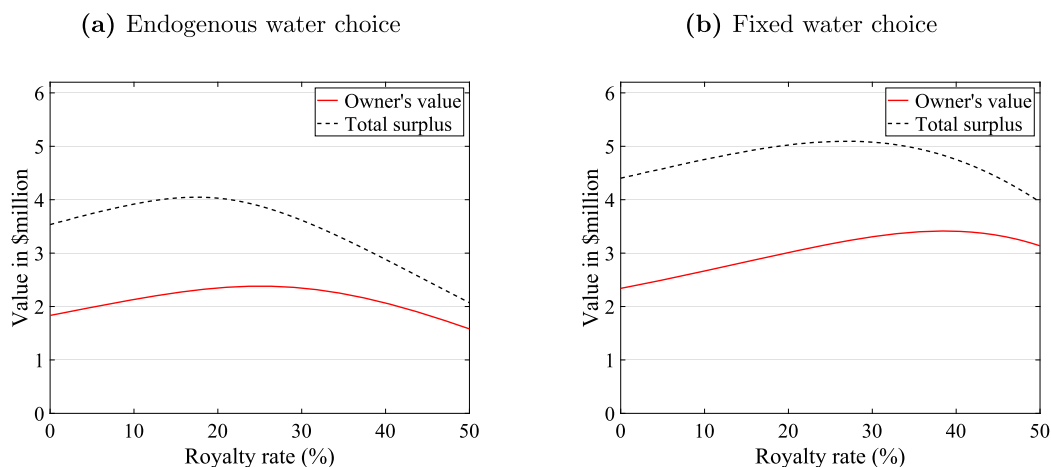 (a) Endogenous water choice
6
5
4
3
2
1
0
Value in $million
Owner's value
Total surplus
0 10 20 30 40 50
Royalty rate (%)
(b) Fixed water choice
6
5
4
3
2
1
0
Value in $million
Owner's value
Total surplus
0 10 20 30 40 50
Royalty rate (%)